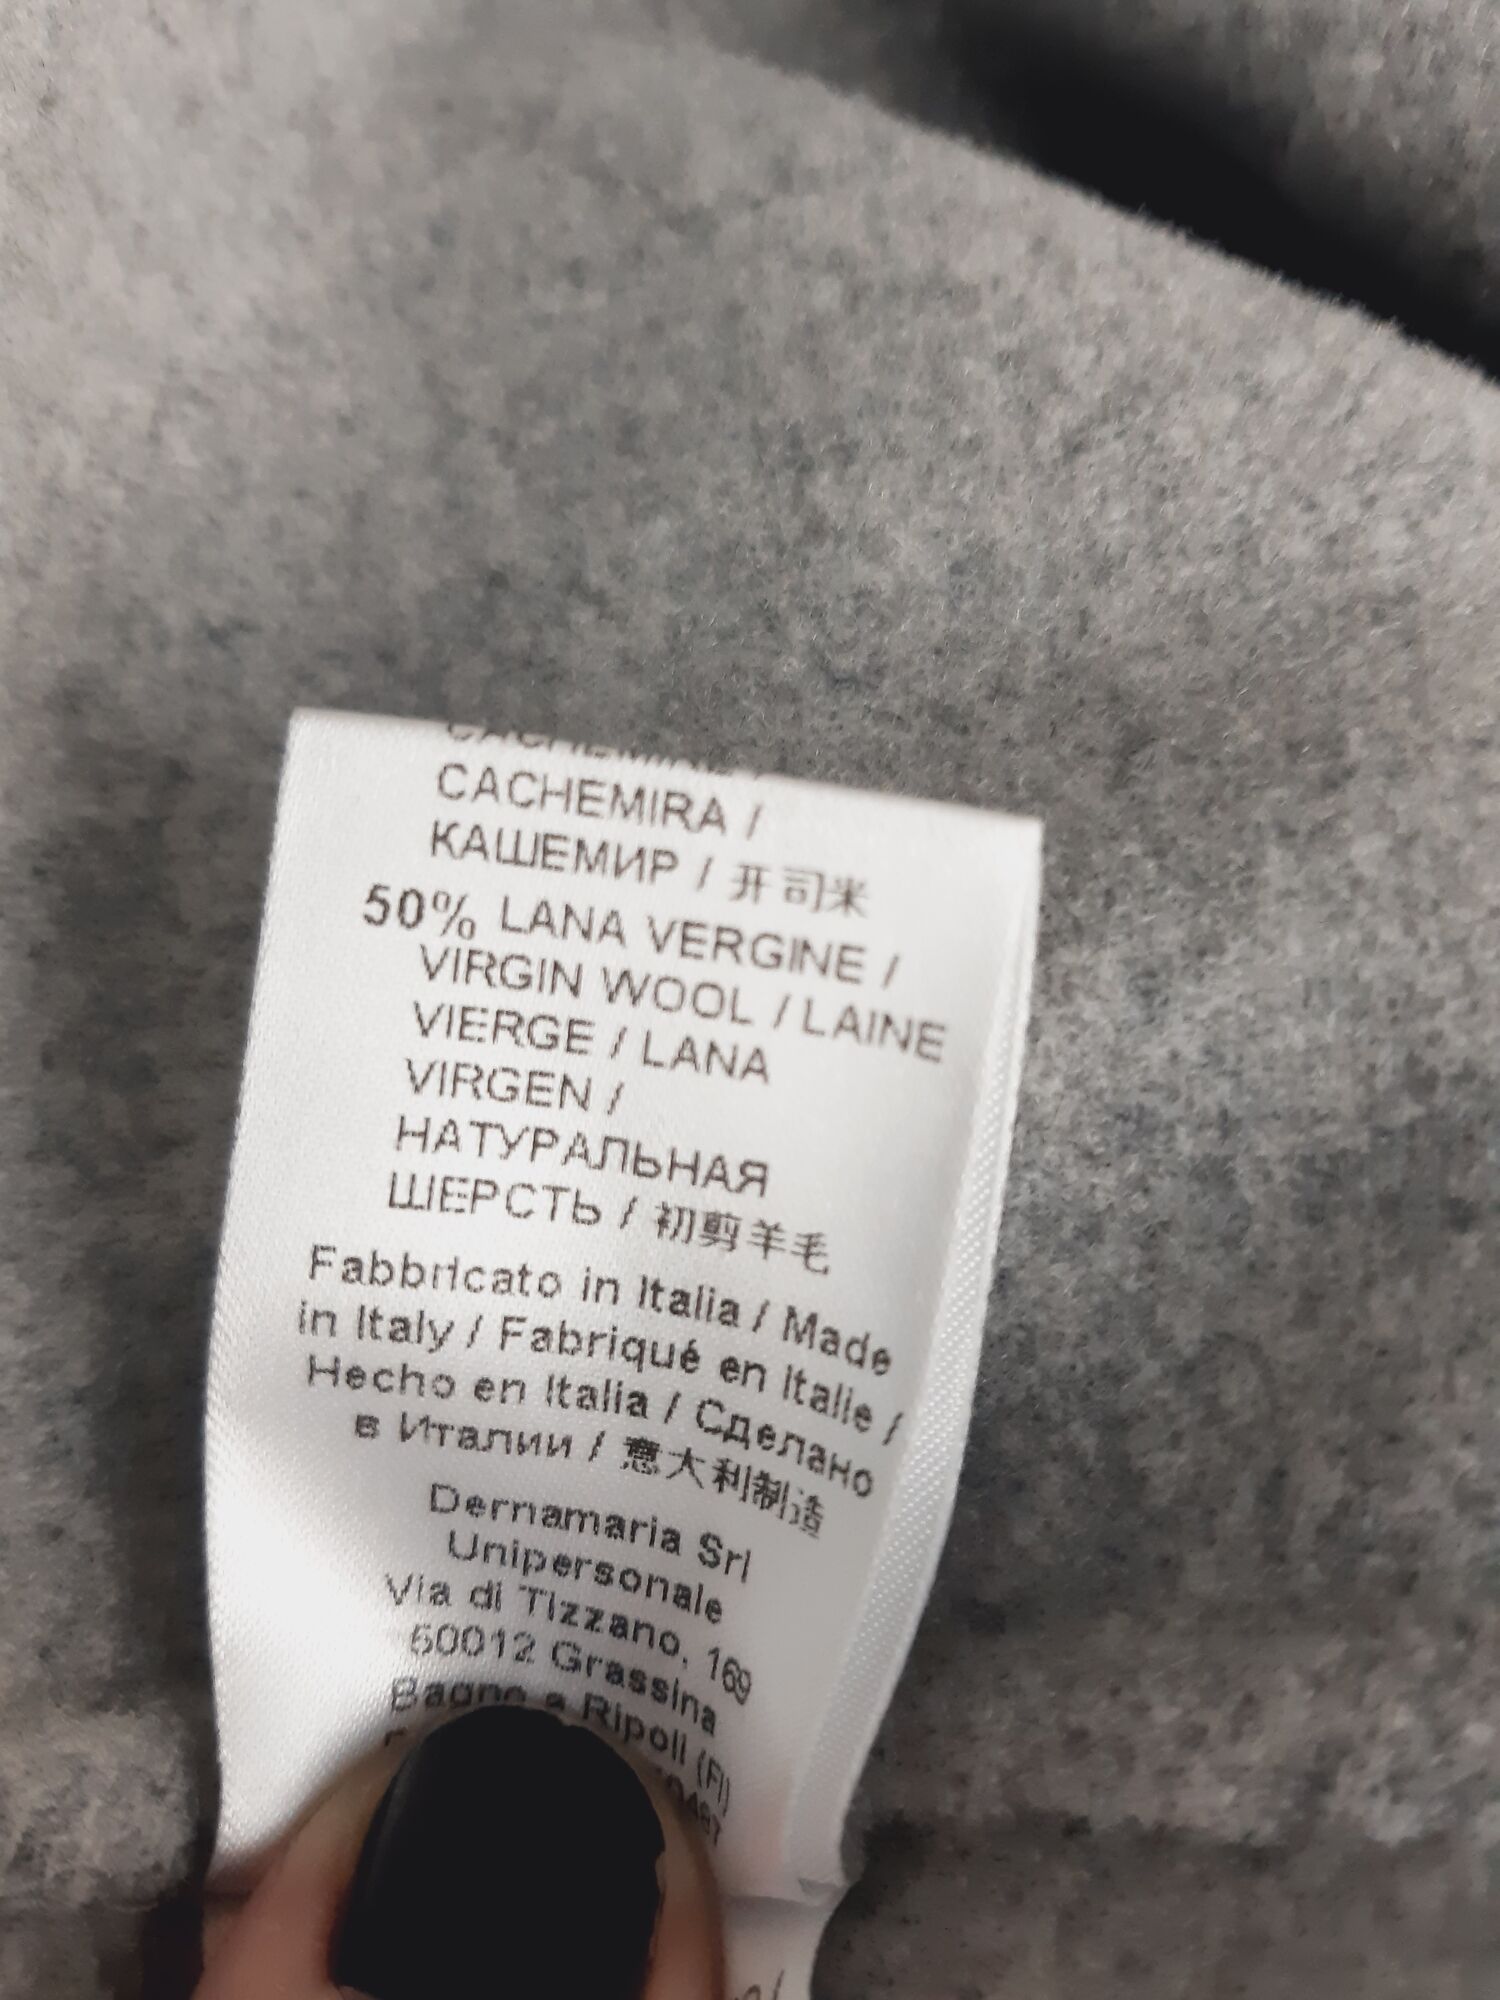 CACHEMIRA /
КАШЕМИР / 开司米
50% LANA VERGINE /
VIRGIN WOOL / LAINE
VIERGE / LANA
VIRGEN /
НАТУРАЛЬНАЯ
ШЕРСТЬ / 初剪羊毛
Fabbricato in Italia / Made
in Italy / Fabriqué en Italie /
Hecho en Italia / Сделано
в Италии / 意大利制造
Dernamaria Srl
Unipersonale
Via di Tizzano, 169
50012 Grassina
Bagno a Ripoli (FI)